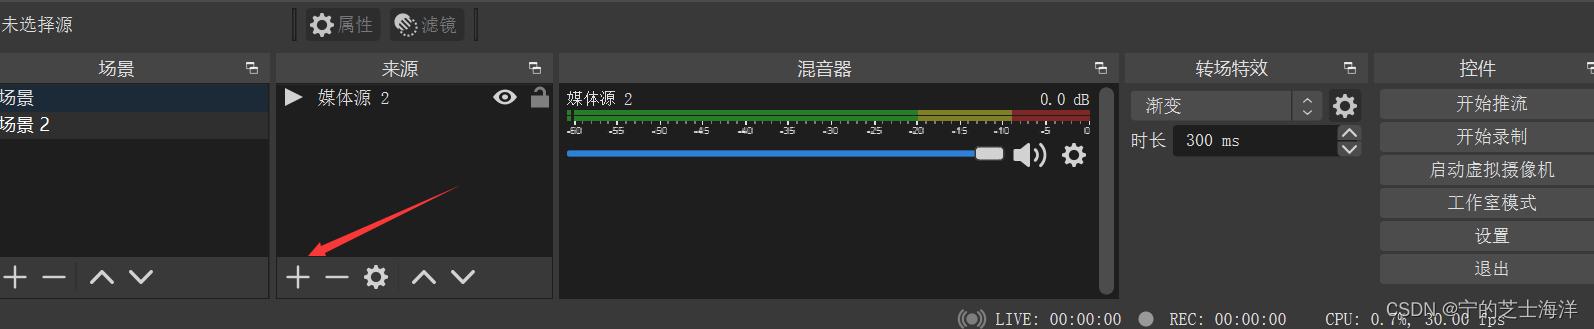 未选择源
属性
滤镜
场景
来源
混音器
转场特效
控件
场景
场景 2
媒体源 2
媒体源 2
0.0 dB
-60 -55 -50 -45 -40 -35 -30 -25 -20 -15 -10 -5 0
渐变
时长 300 ms
开始推流
开始录制
启动虚拟摄像机
工作室模式
设置
退出
LIVE: 00:00:00
REC: 00:00:00
CPU: 0.7%, 30.00 fps
CSDN @宁的芝士海洋